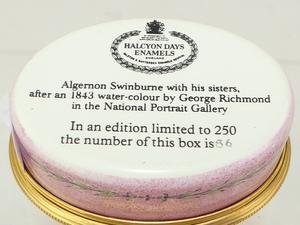 HALCYON DAYS
ENAMELS
ENGLAND
Algernon Swinburne with his sisters,
after an 1843 water-colour by George Richmond
in the National Portrait Gallery
In an edition limited to 250
the number of this box is 86